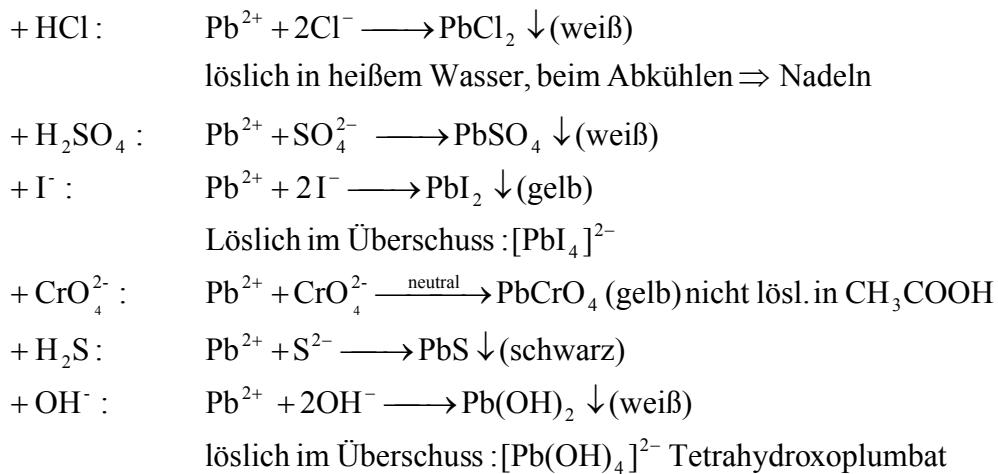 + HCl : Pb²⁺ + 2Cl⁻ ⟶ PbCl₂ ↓ (weiß)
löslich in heißem Wasser, beim Abkühlen ⇒ Nadeln
+ H₂SO₄ : Pb²⁺ + SO₄²⁻ ⟶ PbSO₄ ↓ (weiß)
+ I⁻ : Pb²⁺ + 2I⁻ ⟶ PbI₂ ↓ (gelb)
Löslich im Überschuss : [PbI₄]²⁻
+ CrO₄²⁻ : Pb²⁺ + CrO₄²⁻ —neutral⟶ PbCrO₄ (gelb) nicht lösl. in CH₃COOH
+ H₂S : Pb²⁺ + S²⁻ ⟶ PbS ↓ (schwarz)
+ OH⁻ : Pb²⁺ + 2OH⁻ ⟶ Pb(OH)₂ ↓ (weiß)
löslich im Überschuss : [Pb(OH)₄]²⁻ Tetrahydroxoplumbat